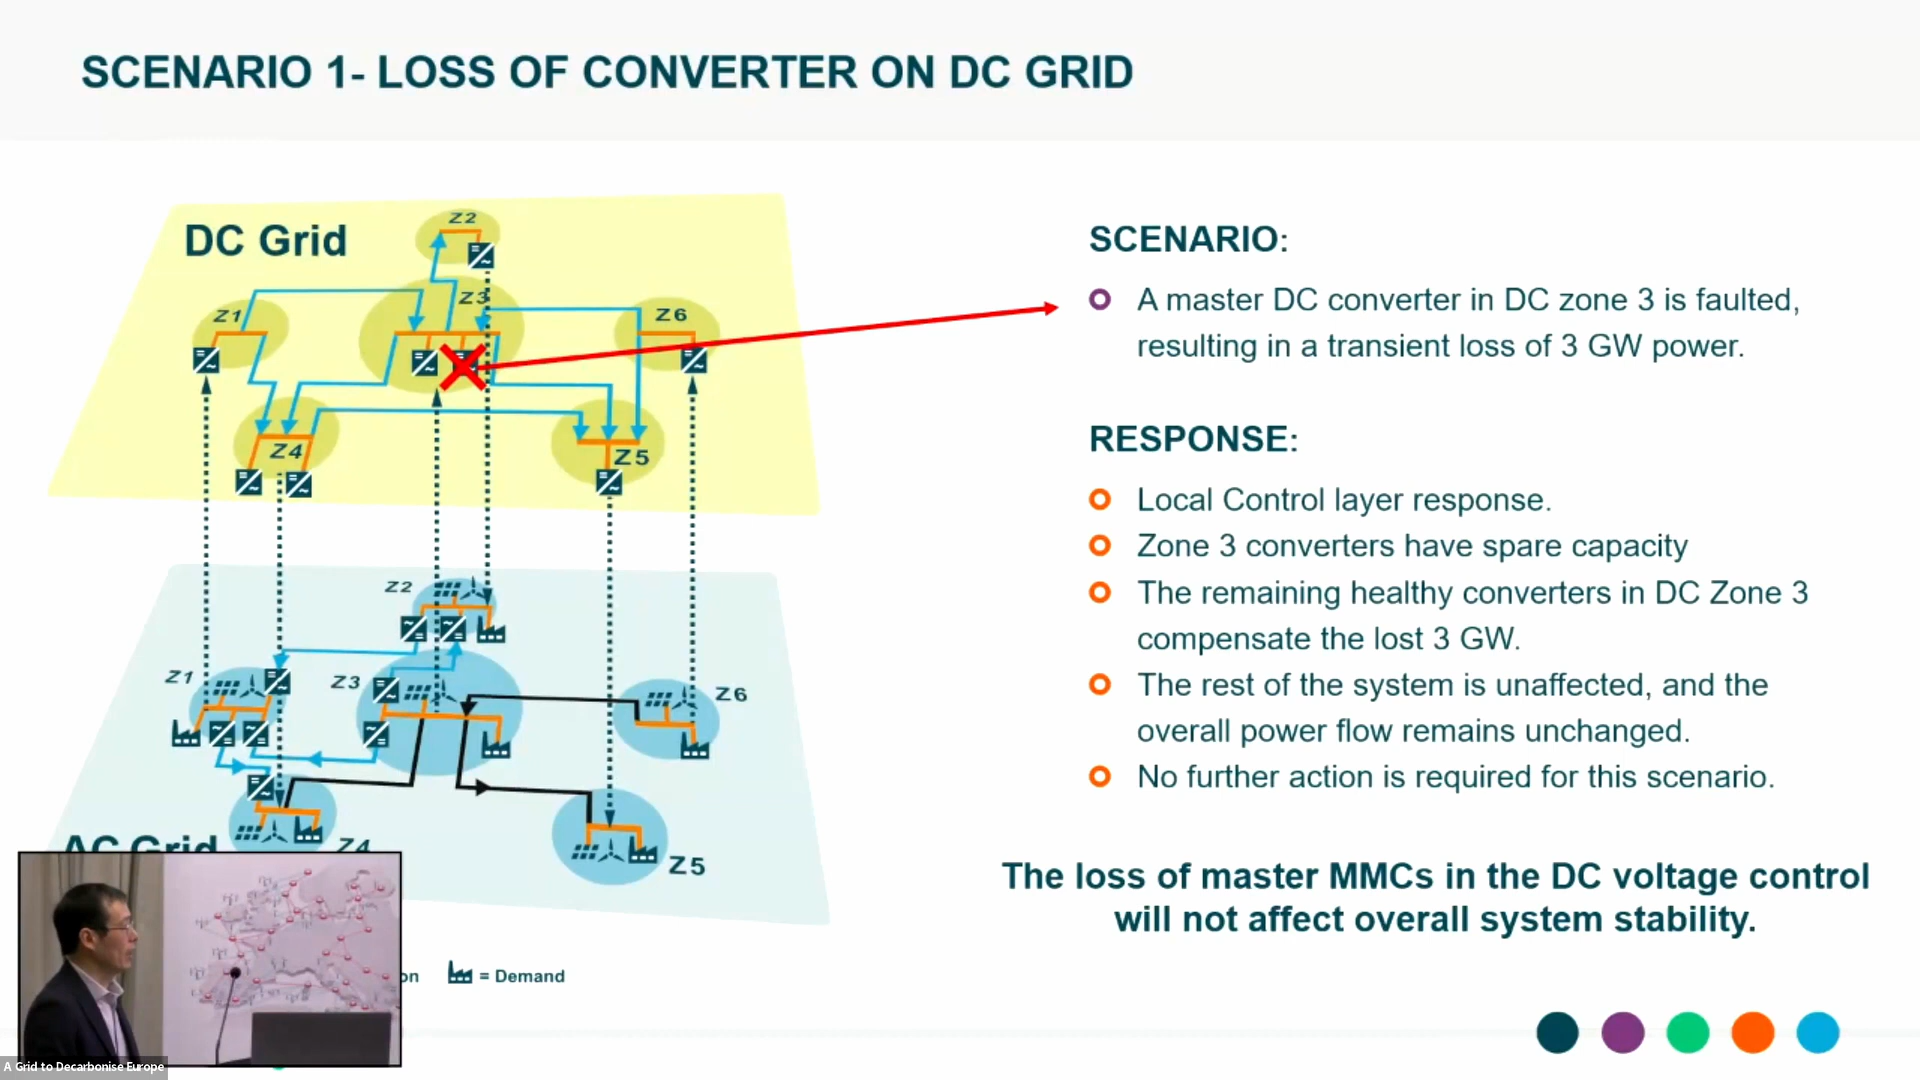 SCENARIO 1- LOSS OF CONVERTER ON DC GRID
DC Grid
Z2
Z3
Z1
Z6
Z4
Z5
Z2
Z1
Z3
Z6
Z4
Z5
AC Grid
on
= Demand
SCENARIO:
A master DC converter in DC zone 3 is faulted,
resulting in a transient loss of 3 GW power.
RESPONSE:
Local Control layer response.
Zone 3 converters have spare capacity
The remaining healthy converters in DC Zone 3
compensate the lost 3 GW.
The rest of the system is unaffected, and the
overall power flow remains unchanged.
No further action is required for this scenario.
The loss of master MMCs in the DC voltage control
will not affect overall system stability.
A Grid to Decarbonise Europe